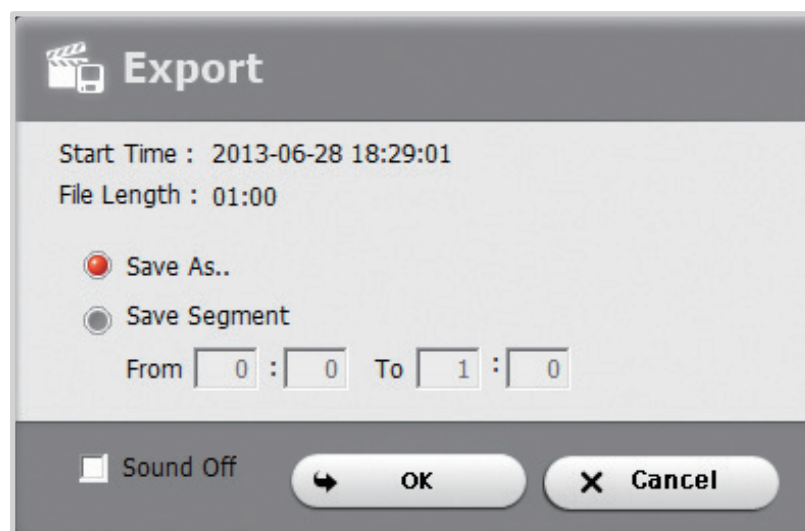 Export
Start Time : 2013-06-28 18:29:01
File Length : 01:00
Save As..
Save Segment
From 0 : 0 To 1 : 0
Sound Off OK Cancel